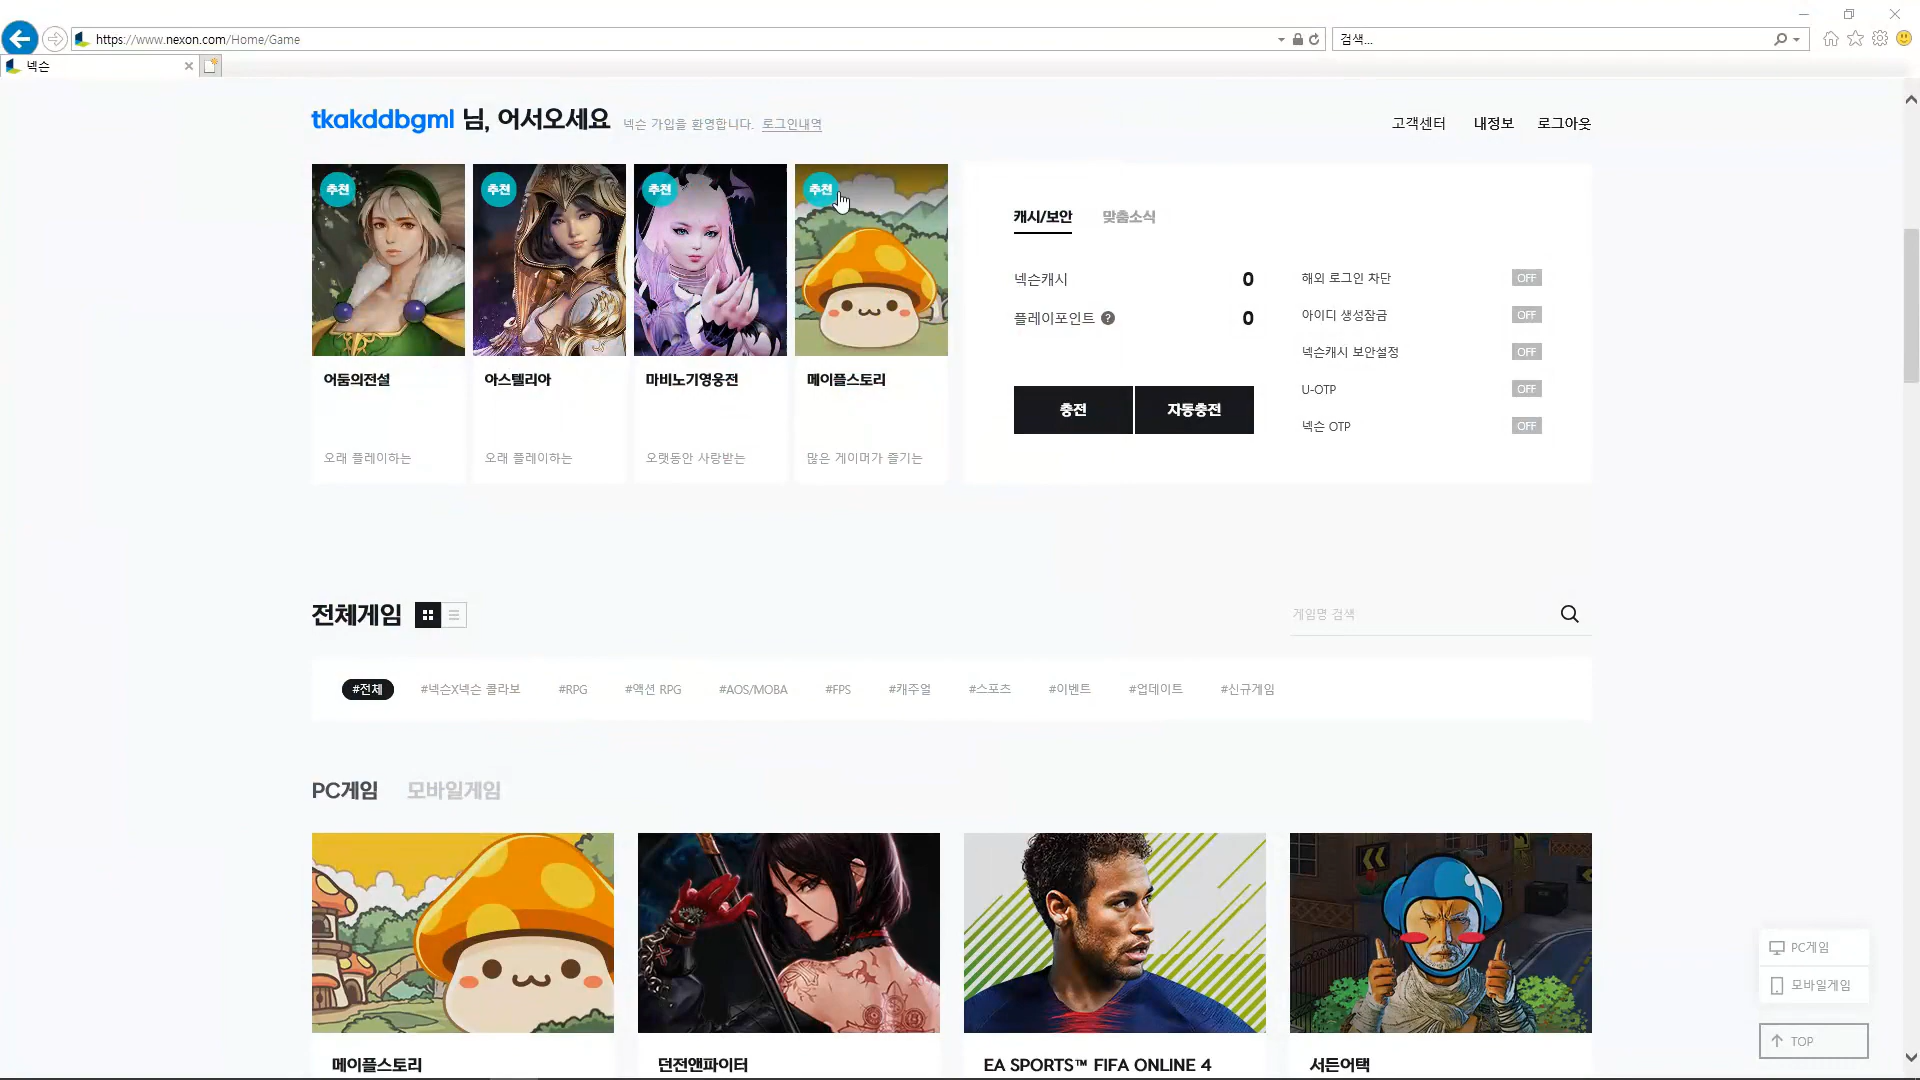 https://www.nexon.com/Home/Game
검색...
넥슨
tkakddbgml 님, 어서오세요 넥슨 가입을 환영합니다. 로그인내역
고객센터 내정보 로그아웃
추천 추천 추천 추천
어둠의전설 아스텔리아 마비노기영웅전 메이플스토리
오래 플레이하는 오래 플레이하는 오랫동안 사랑받는 많은 게이머가 즐기는
캐시/보안 맞춤소식
넥슨캐시 0
플레이포인트 ? 0
충전 자동충전
해외 로그인 차단 OFF
아이디 생성잠금 OFF
넥슨캐시 보안설정 OFF
U-OTP OFF
넥슨 OTP OFF
전체게임
게임명 검색
#전체 #넥슨X넥슨 콜라보 #RPG #액션 RPG #AOS/MOBA #FPS #캐주얼 #스포츠 #이벤트 #업데이트 #신규게임
PC게임 모바일게임
메이플스토리 던전앤파이터 EA SPORTS™ FIFA ONLINE 4 서든어택
PC게임
모바일게임
TOP